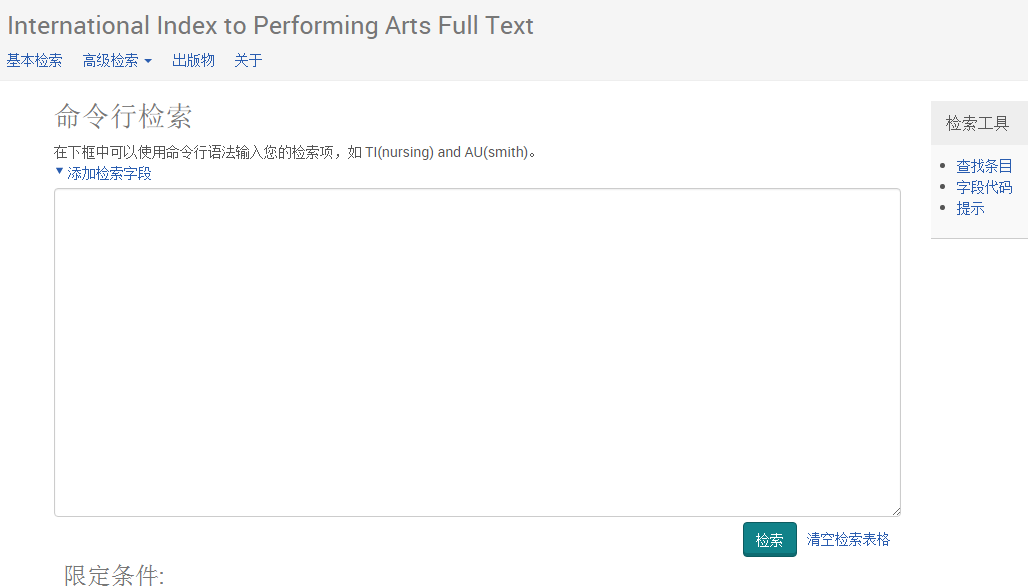 International Index to Performing Arts Full Text
基本检索 高级检索 出版物 关于
命令行检索
在下框中可以使用命令行语法输入您的检索项，如 TI(nursing) and AU(smith)。
添加检索字段
检索 清空检索表格
限定条件:
检索工具
查找条目
字段代码
提示